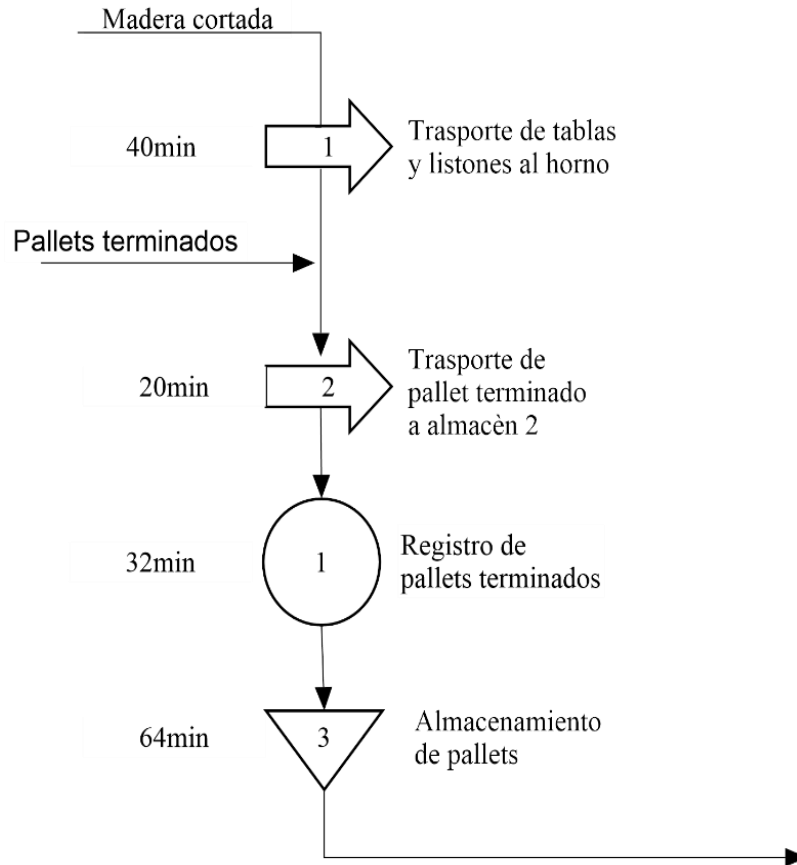 Madera cortada
40min
1
Trasporte de tablas
y listones al horno
Pallets terminados
20min
2
Trasporte de
pallet terminado
a almacèn 2
32min
1
Registro de
pallets terminados
64min
3
Almacenamiento
de pallets